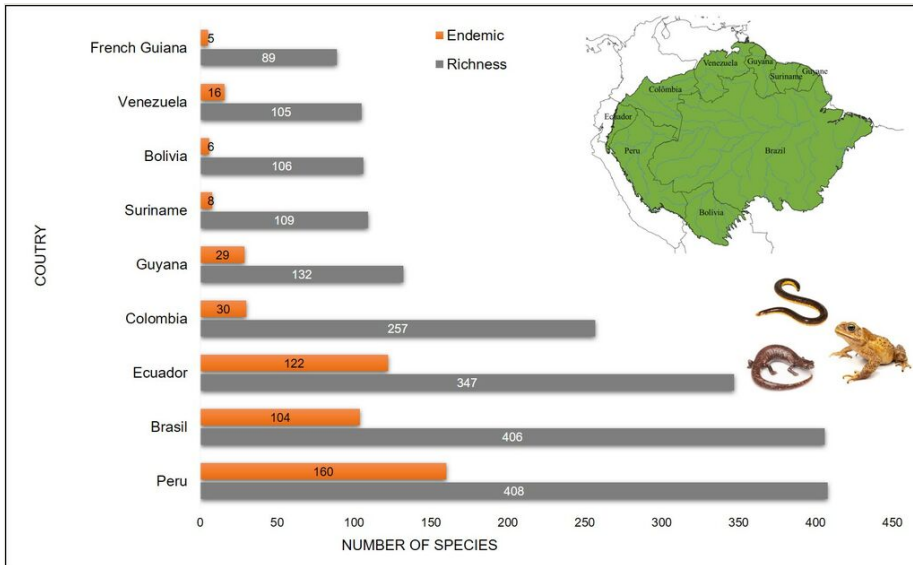 Endemic
Richness
French Guiana
5
89
Venezuela
16
105
Bolivia
6
106
Suriname
8
109
Guyana
29
132
Colombia
30
257
Ecuador
122
347
Brasil
104
406
Peru
160
408
COUTRY
0 50 100 150 200 250 300 350 400 450
NUMBER OF SPECIES
Venezuela
Guyana
Suriname
Guyane
Colômbia
Ecuador
Peru
Brazil
Bolivia